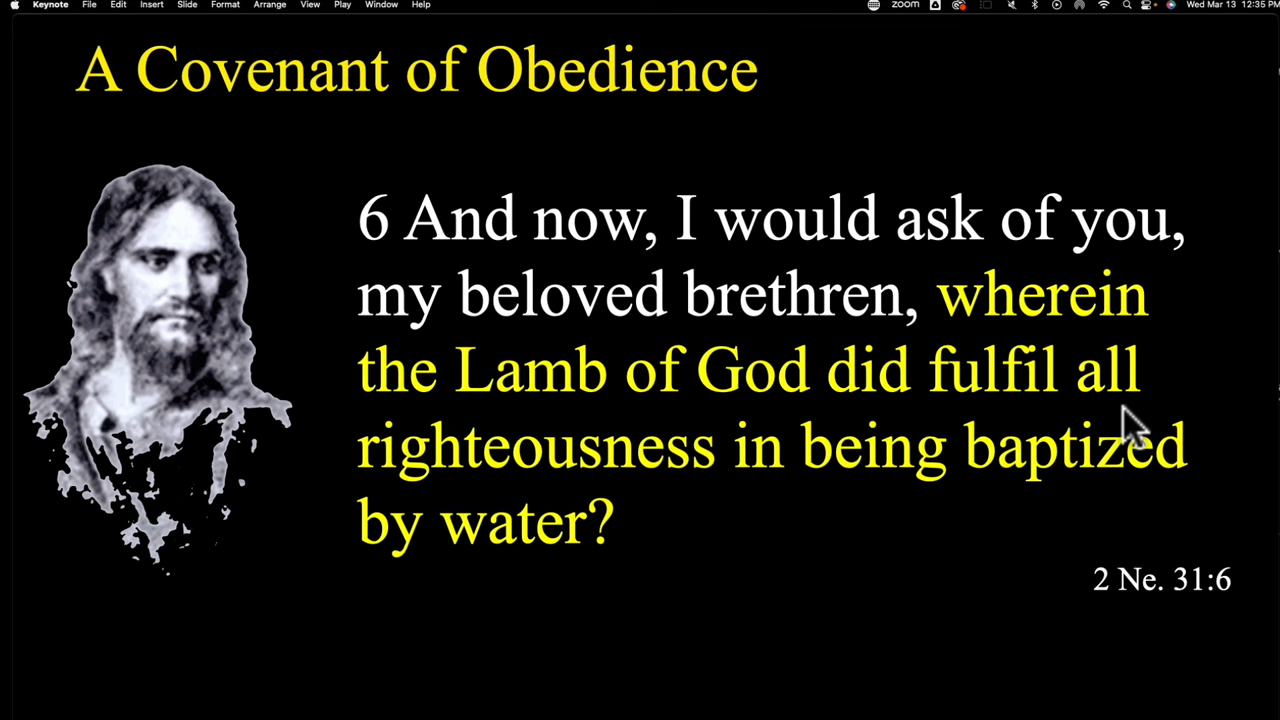 Keynote File Edit Insert Slide Format Arrange View Play Window Help zoom Wed Mar 13 12:35 PM
A Covenant of Obedience
6 And now, I would ask of you,
my beloved brethren, wherein
the Lamb of God did fulfil all
righteousness in being baptized
by water?
2 Ne. 31:6